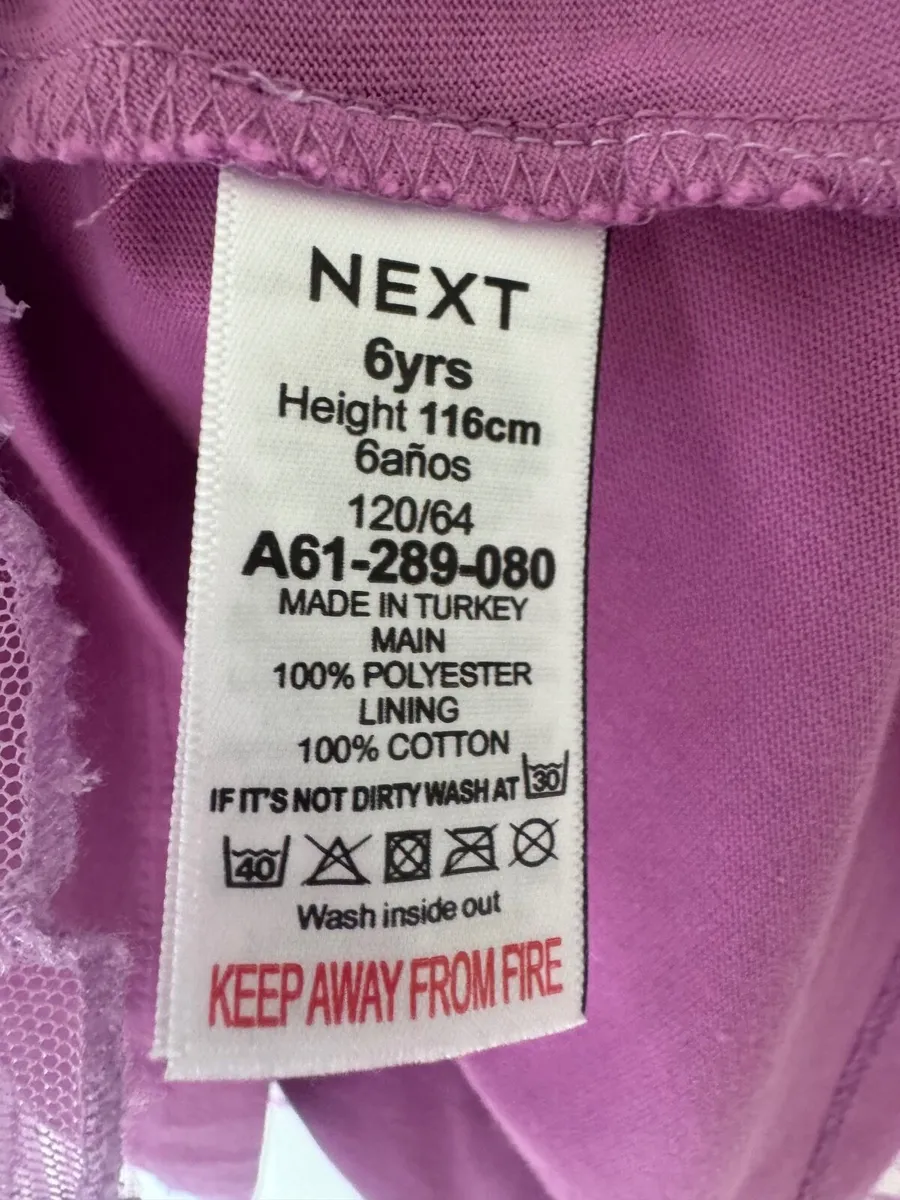 NEXT
6yrs
Height 116cm
6años
120/64
A61-289-080
MADE IN TURKEY
MAIN
100% POLYESTER
LINING
100% COTTON
IF IT'S NOT DIRTY WASH AT 30
40
Wash inside out
KEEP AWAY FROM FIRE